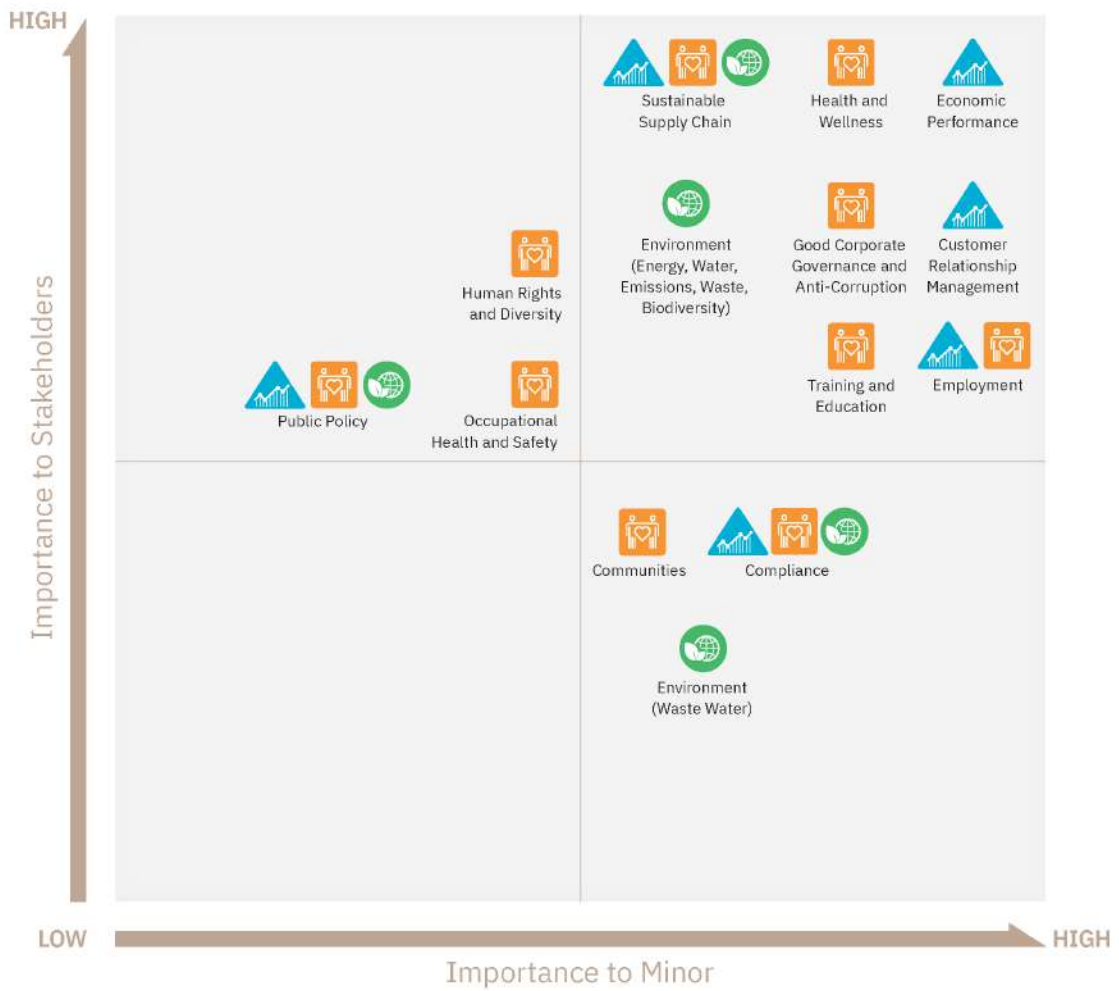 HIGH
Importance to Stakeholders
Sustainable
Supply Chain
Health and
Wellness
Economic
Performance
Environment
(Energy, Water,
Emissions, Waste,
Biodiversity)
Good Corporate
Governance and
Anti-Corruption
Customer
Relationship
Management
Human Rights
and Diversity
Training and
Education
Employment
Public Policy
Occupational
Health and Safety
Communities
Compliance
Environment
(Waste Water)
LOW
HIGH
Importance to Minor